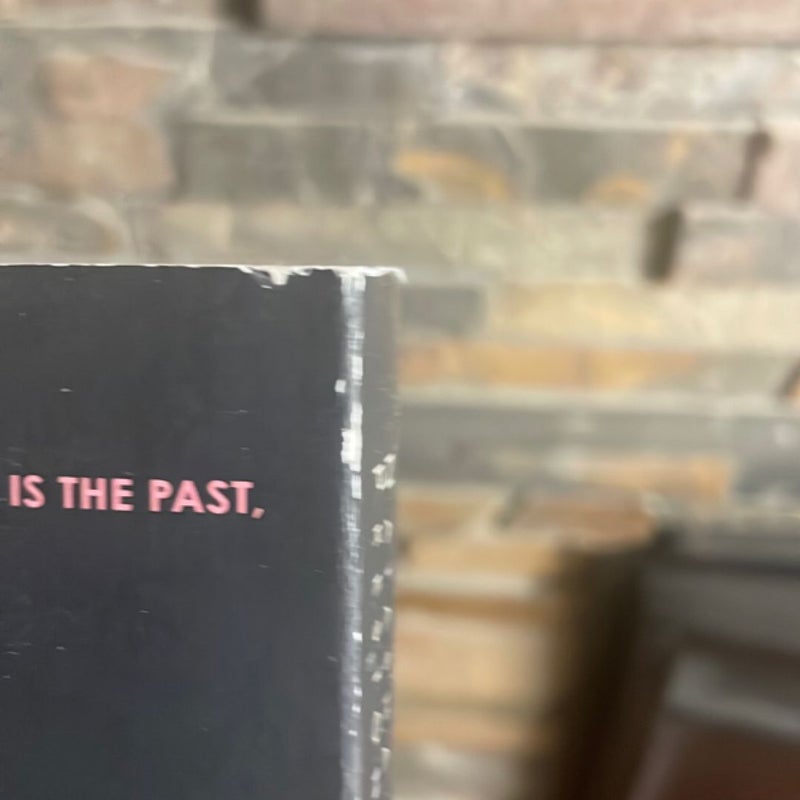 IS THE PAST,